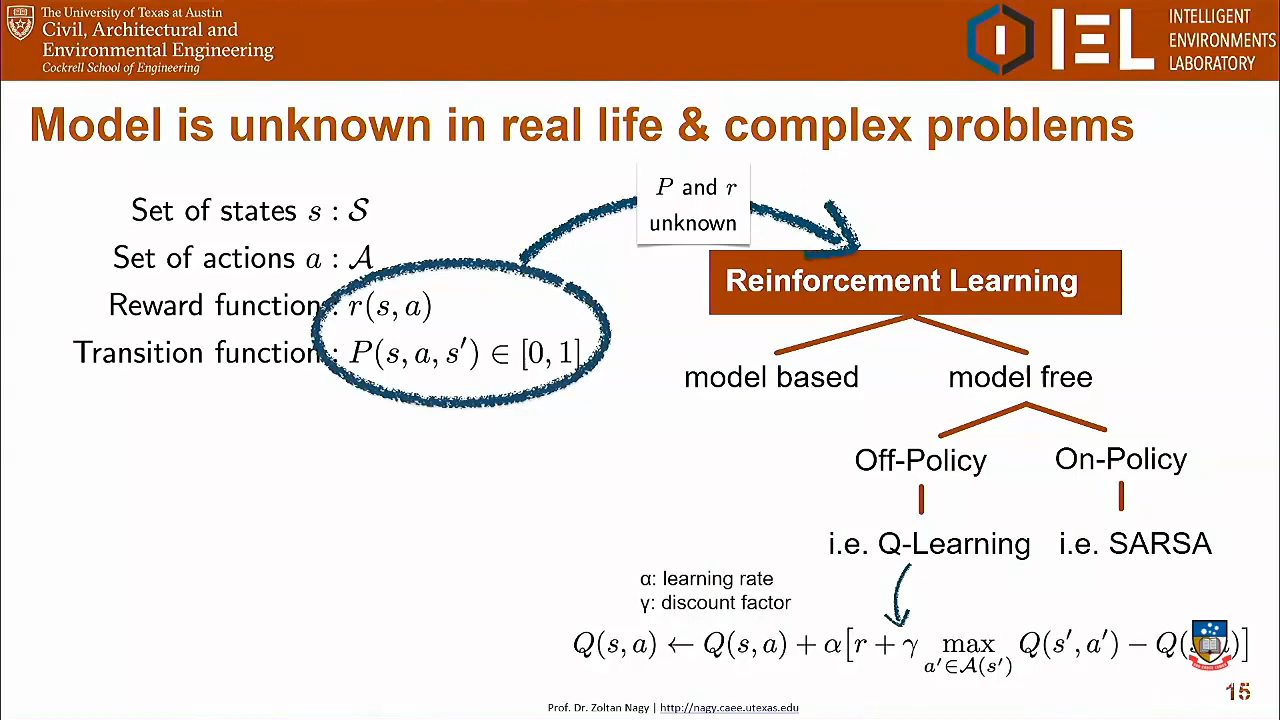 The University of Texas at Austin
Civil, Architectural and
Environmental Engineering
Cockrell School of Engineering
I IEL
INTELLIGENT
ENVIRONMENTS
LABORATORY
Model is unknown in real life & complex problems
Set of states s : 𝒮
Set of actions a : 𝒜
Reward function : r(s, a)
Transition function : P(s, a, s′) ∈ [0, 1]
P and r
unknown
Reinforcement Learning
model based model free
Off-Policy On-Policy
i.e. Q-Learning i.e. SARSA
α: learning rate
γ: discount factor
Q(s, a) ← Q(s, a) + α[r + γ max Q(s′, a′) − Q(s, a)]
a′∈𝒜(s′)
15
Prof. Dr. Zoltan Nagy | http://nagy.caee.utexas.edu